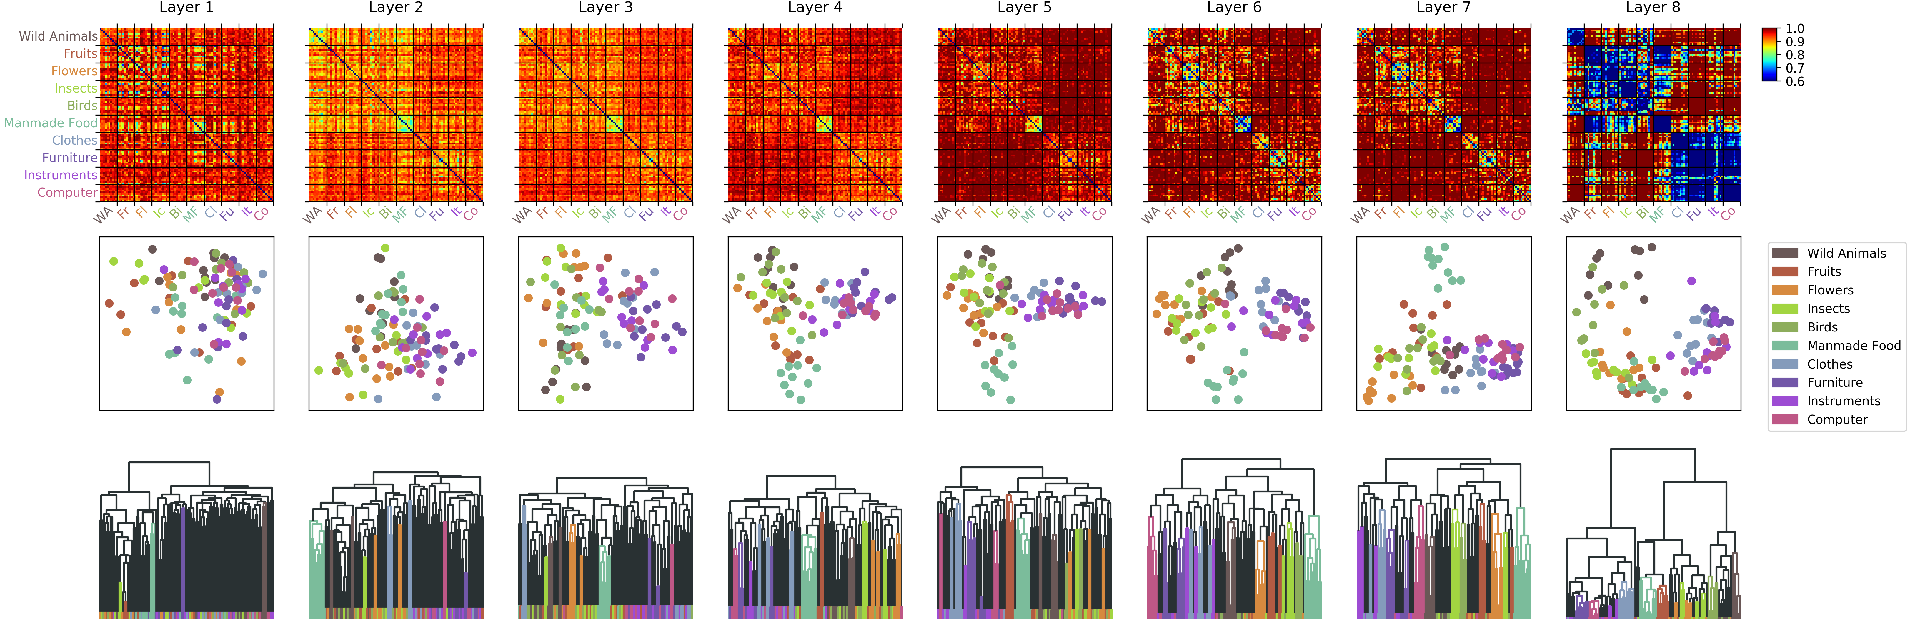 Layer 1 Layer 2 Layer 3 Layer 4 Layer 5 Layer 6 Layer 7 Layer 8
Wild Animals
Fruits
Flowers
Insects
Birds
Manmade Food
Clothes
Furniture
Instruments
Computer
1.0
0.9
0.8
0.7
0.6
WA Fr Fl Ic Bi MF Cl Fu It Co
WA Fr Fl Ic Bi MF Cl Fu It Co
WA Fr Fl Ic Bi MF Cl Fu It Co
WA Fr Fl Ic Bi MF Cl Fu It Co
WA Fr Fl Ic Bi MF Cl Fu It Co
WA Fr Fl Ic Bi MF Cl Fu It Co
WA Fr Fl Ic Bi MF Cl Fu It Co
WA Fr Fl Ic Bi MF Cl Fu It Co
Wild Animals
Fruits
Flowers
Insects
Birds
Manmade Food
Clothes
Furniture
Instruments
Computer